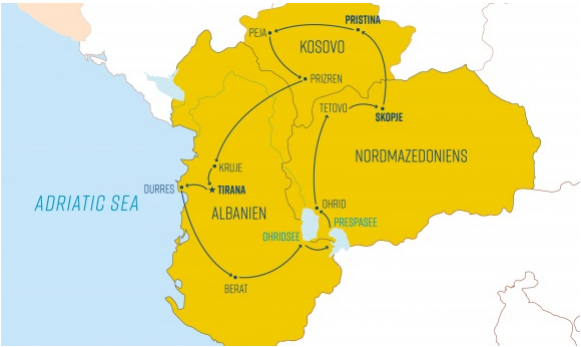 PRISTINA
PEJA
KOSOVO
PRIZREN
TETOVO
SKOPJE
NORDMAZEDONIENS
KRUJE
DURRES
TIRANA
ADRIATIC SEA
ALBANIEN
OHRID
PRESPASEE
OHRIDSEE
BERAT